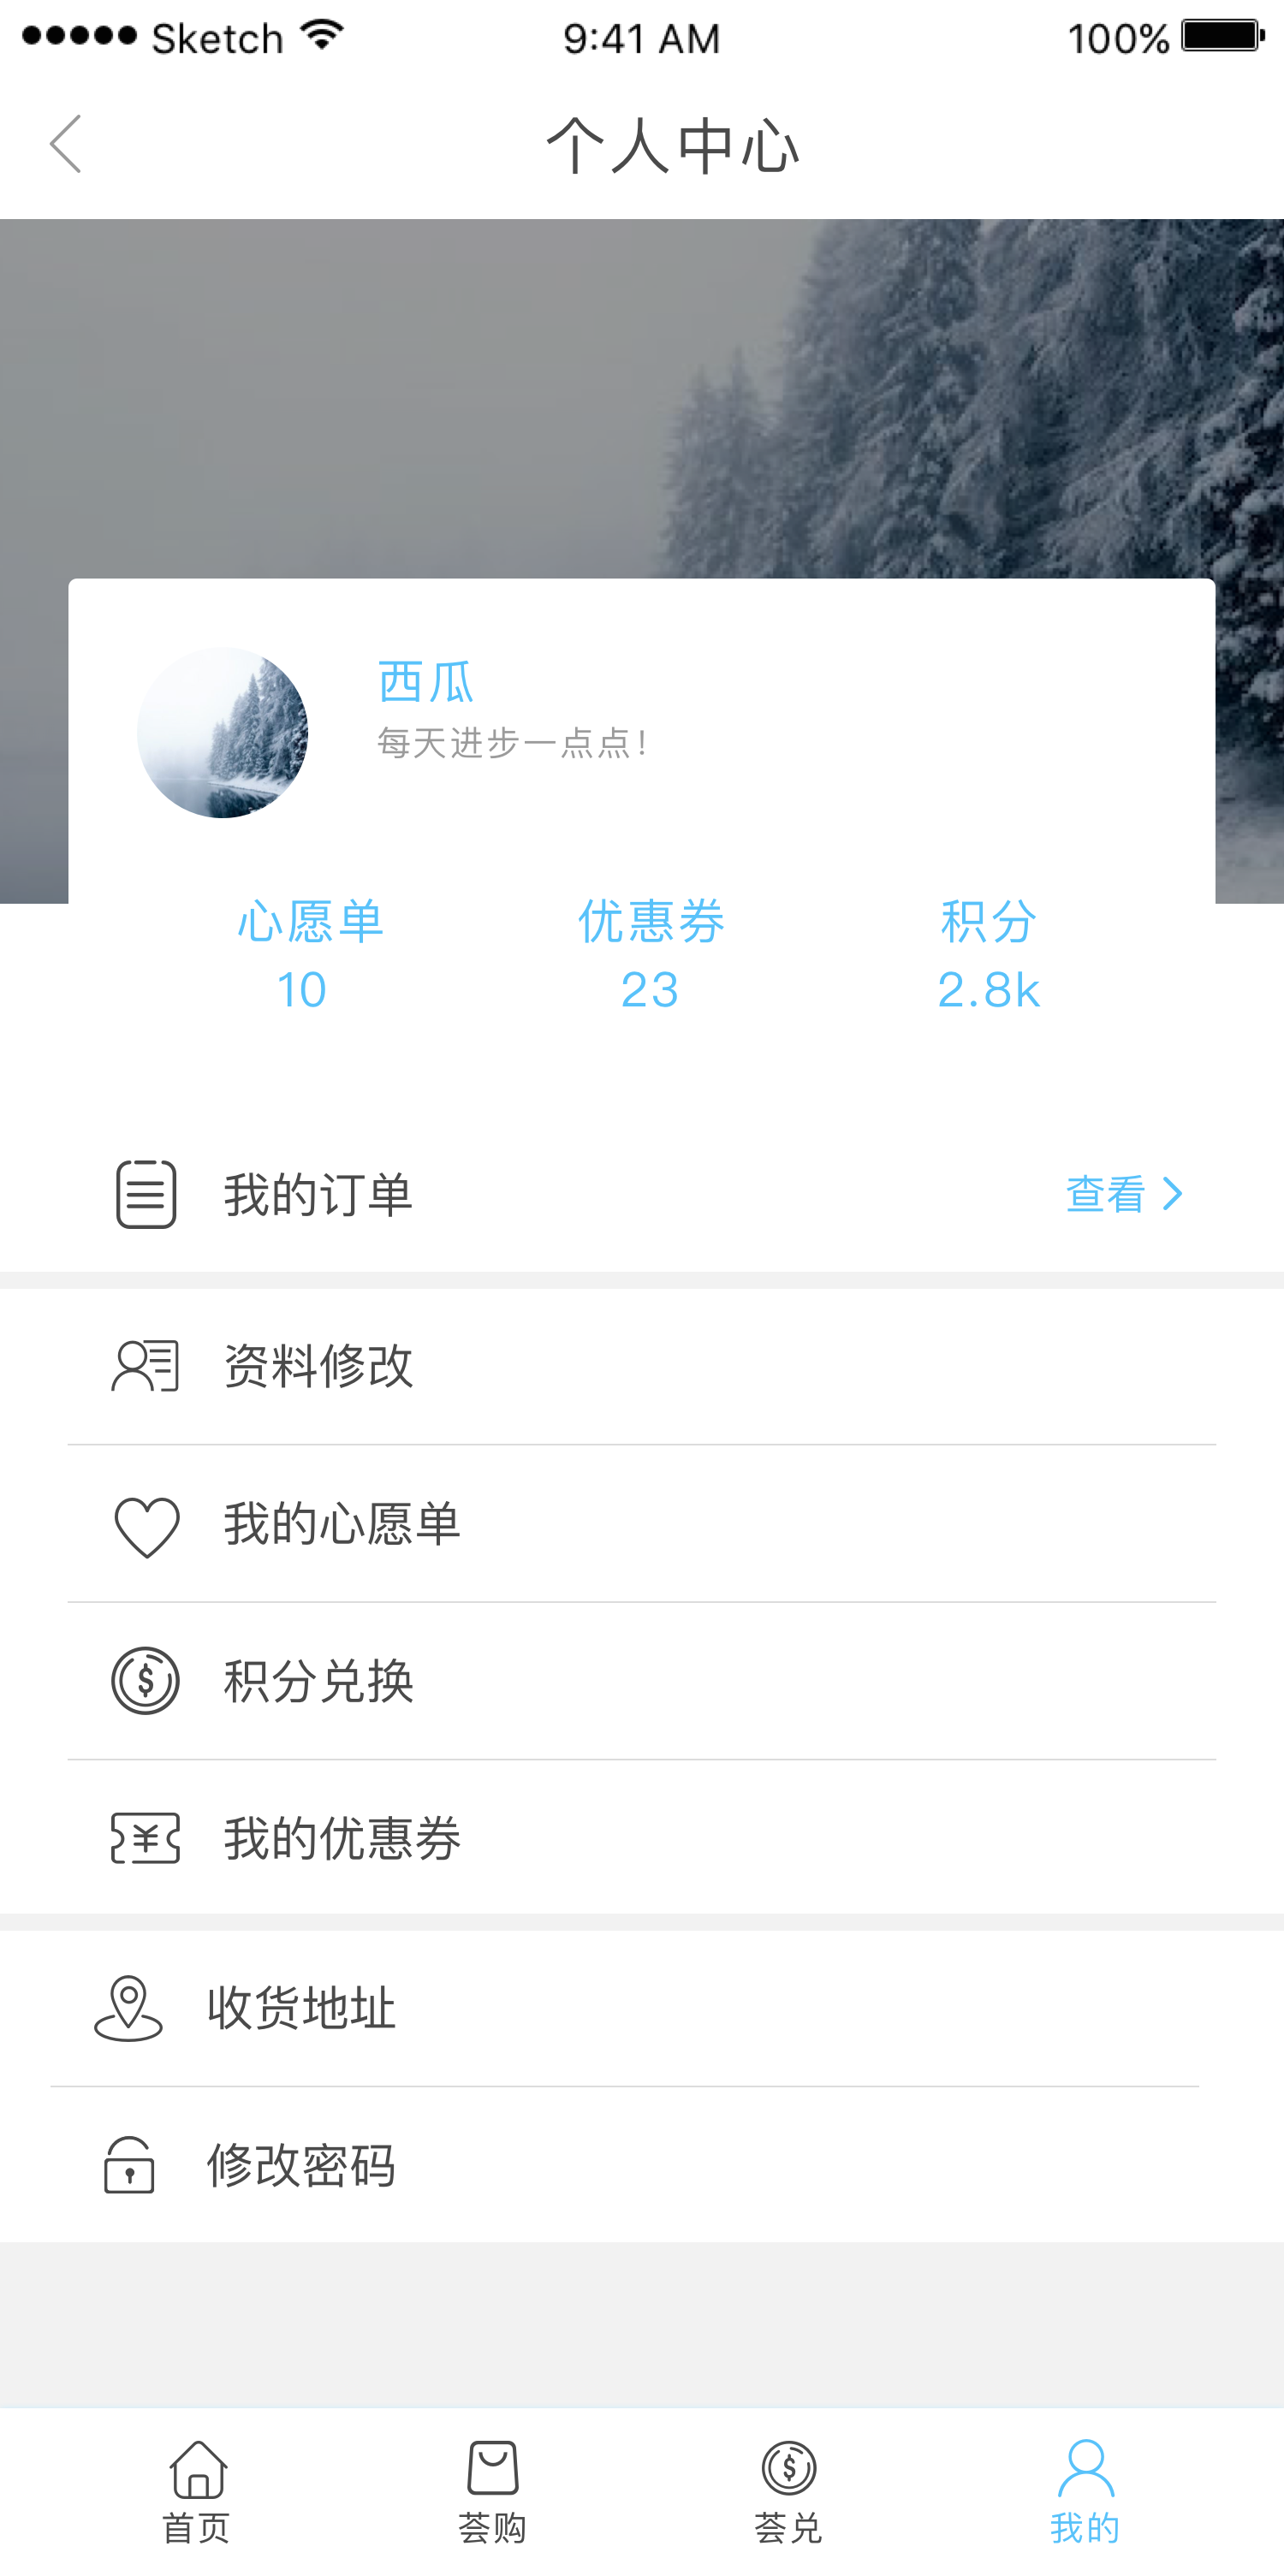 Sketch 9:41 AM 100%
个人中心
西瓜
每天进步一点点！
心愿单 优惠券 积分
10 23 2.8k
我的订单 查看
资料修改
我的心愿单
积分兑换
我的优惠券
收货地址
修改密码
首页 荟购 荟兑 我的